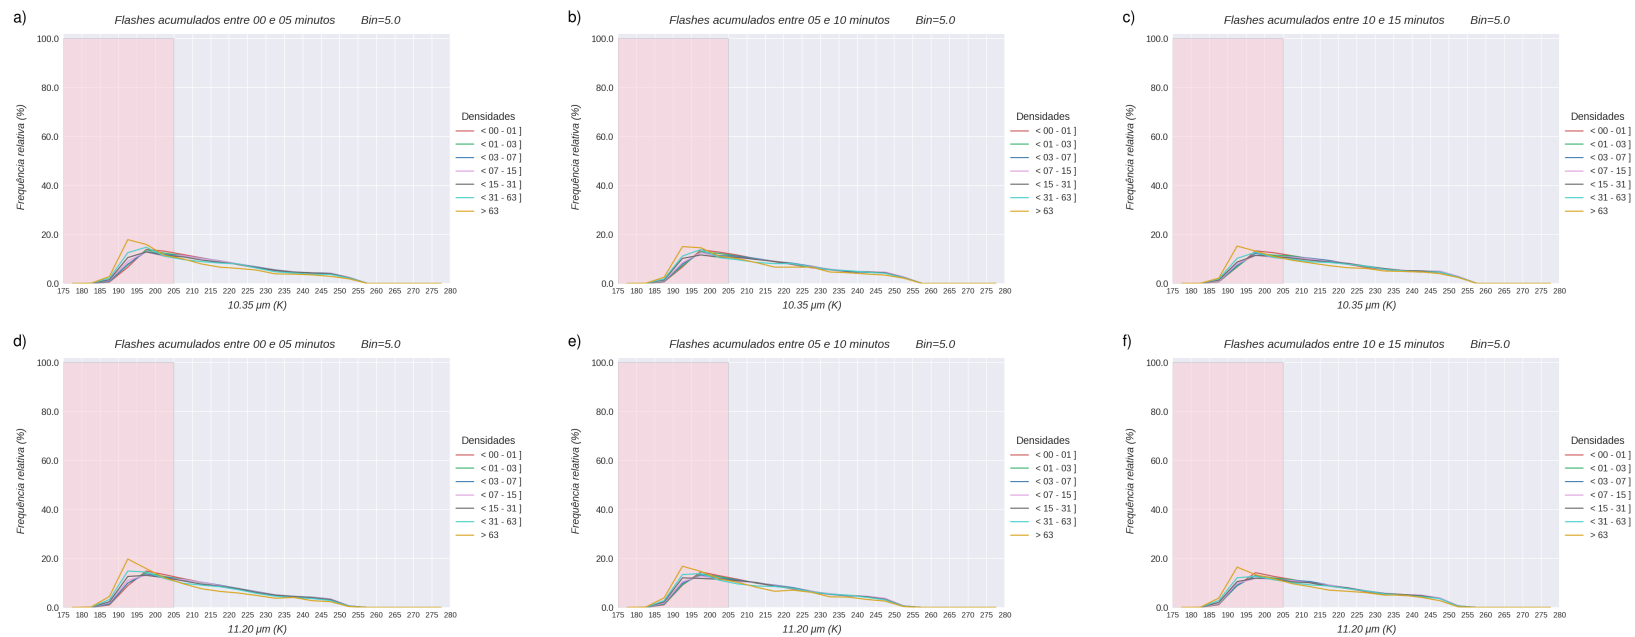 a)
Flashes acumulados entre 00 e 05 minutos Bin=5.0
100.0
80.0
60.0
40.0
20.0
0.0
Frequência relativa (%)
175 180 185 190 195 200 205 210 215 220 225 230 235 240 245 250 255 260 265 270 275 280
10.35 µm (K)
Densidades
< 00 - 01 ]
< 01 - 03 ]
< 03 - 07 ]
< 07 - 15 ]
< 15 - 31 ]
< 31 - 63 ]
> 63
b)
Flashes acumulados entre 05 e 10 minutos Bin=5.0
100.0
80.0
60.0
40.0
20.0
0.0
Frequência relativa (%)
175 180 185 190 195 200 205 210 215 220 225 230 235 240 245 250 255 260 265 270 275 280
10.35 µm (K)
Densidades
< 00 - 01 ]
< 01 - 03 ]
< 03 - 07 ]
< 07 - 15 ]
< 15 - 31 ]
< 31 - 63 ]
> 63
c)
Flashes acumulados entre 10 e 15 minutos Bin=5.0
100.0
80.0
60.0
40.0
20.0
0.0
Frequência relativa (%)
175 180 185 190 195 200 205 210 215 220 225 230 235 240 245 250 255 260 265 270 275 280
10.35 µm (K)
Densidades
< 00 - 01 ]
< 01 - 03 ]
< 03 - 07 ]
< 07 - 15 ]
< 15 - 31 ]
< 31 - 63 ]
> 63
d)
Flashes acumulados entre 00 e 05 minutos Bin=5.0
100.0
80.0
60.0
40.0
20.0
0.0
Frequência relativa (%)
175 180 185 190 195 200 205 210 215 220 225 230 235 240 245 250 255 260 265 270 275 280
11.20 µm (K)
Densidades
< 00 - 01 ]
< 01 - 03 ]
< 03 - 07 ]
< 07 - 15 ]
< 15 - 31 ]
< 31 - 63 ]
> 63
e)
Flashes acumulados entre 05 e 10 minutos Bin=5.0
100.0
80.0
60.0
40.0
20.0
0.0
Frequência relativa (%)
175 180 185 190 195 200 205 210 215 220 225 230 235 240 245 250 255 260 265 270 275 280
11.20 µm (K)
Densidades
< 00 - 01 ]
< 01 - 03 ]
< 03 - 07 ]
< 07 - 15 ]
< 15 - 31 ]
< 31 - 63 ]
> 63
f)
Flashes acumulados entre 10 e 15 minutos Bin=5.0
100.0
80.0
60.0
40.0
20.0
0.0
Frequência relativa (%)
175 180 185 190 195 200 205 210 215 220 225 230 235 240 245 250 255 260 265 270 275 280
11.20 µm (K)
Densidades
< 00 - 01 ]
< 01 - 03 ]
< 03 - 07 ]
< 07 - 15 ]
< 15 - 31 ]
< 31 - 63 ]
> 63